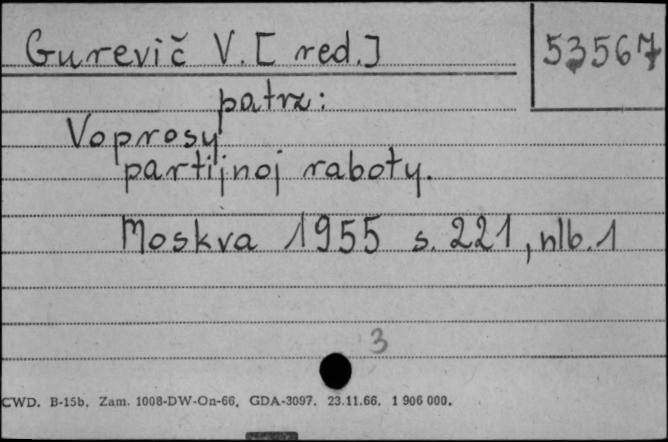 Gurevič V. [red.]
53567
patrz:
Voprosy
partijnoj raboty.
Moskva 1955 s. 221, nlb. 1
3
CWD. B-15b. Zam. 1008-DW-On-66. GDA-3097. 23.11.66. 1 906 000.